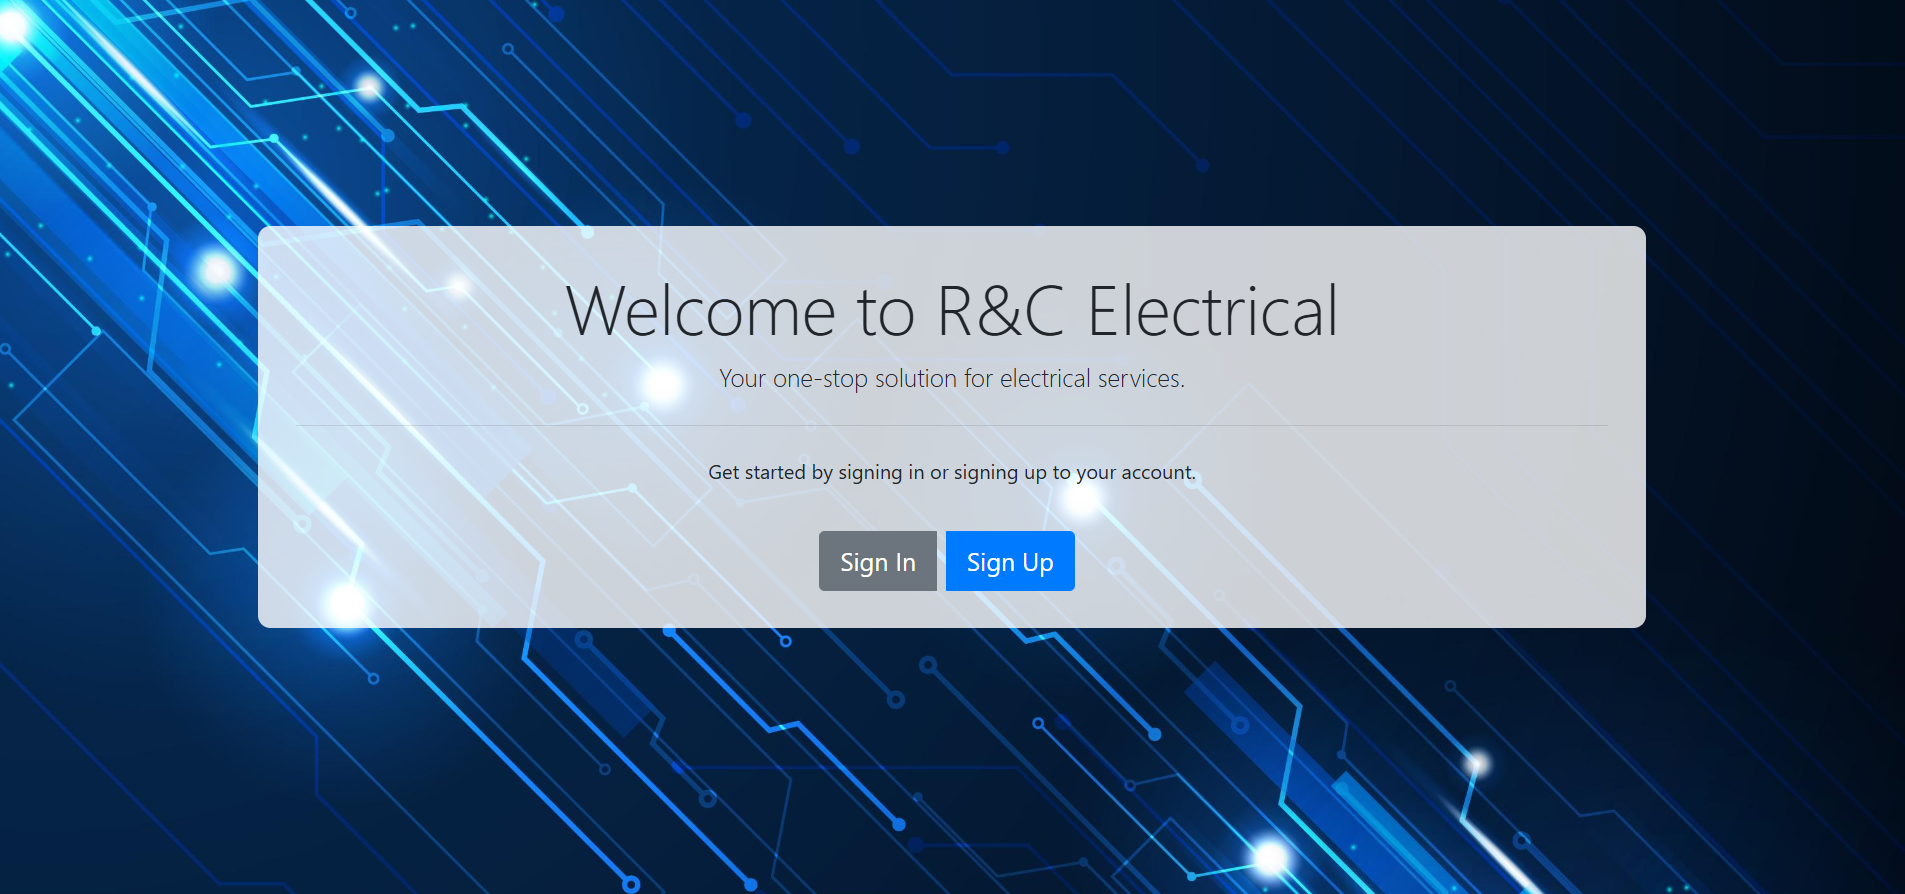 Welcome to R&C Electrical
Your one-stop solution for electrical services.
Get started by signing in or signing up to your account.
Sign In
Sign Up